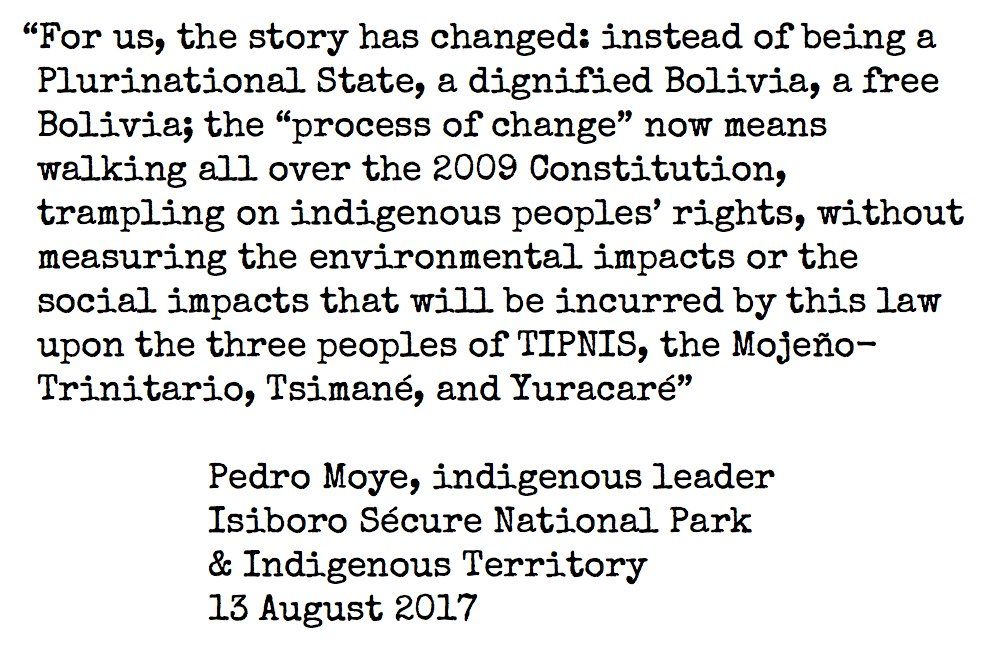 “For us, the story has changed: instead of being a
Plurinational State, a dignified Bolivia, a free
Bolivia; the “process of change” now means
walking all over the 2009 Constitution,
trampling on indigenous peoples’ rights, without
measuring the environmental impacts or the
social impacts that will be incurred by this law
upon the three peoples of TIPNIS, the Mojeño-
Trinitario, Tsimané, and Yuracaré”
Pedro Moye, indigenous leader
Isiboro Sécure National Park
& Indigenous Territory
13 August 2017